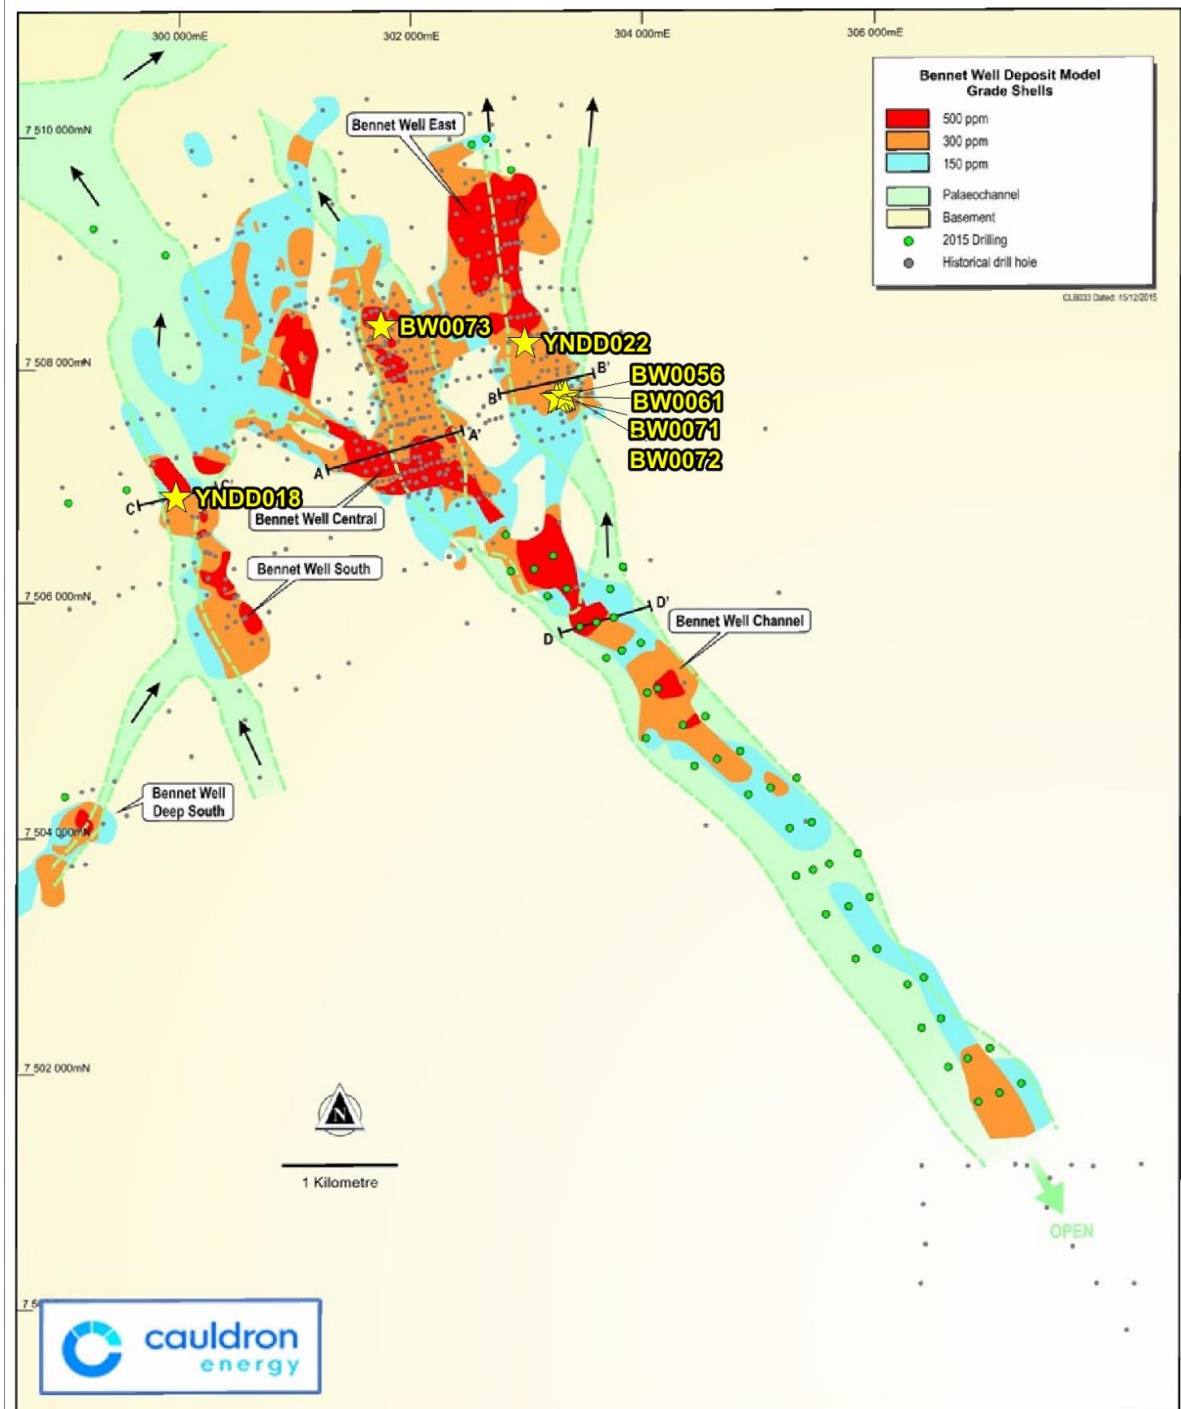 300 000mE
302 000mE
304 000mE
306 000mE
Bennet Well Deposit Model
Grade Shells
500 ppm
300 ppm
150 ppm
Palaeochannel
Basement
2015 Drilling
Historical drill hole
CLB033 Dated: 15/12/2015
7 510 000mN
Bennet Well East
BW0073
YNDD022
7 508 000mN
B
B'
BW0056
BW0061
BW0071
BW0072
A
A'
C
C'
YNDD018
Bennet Well Central
Bennet Well South
7 506 000mN
D
D'
Bennet Well Channel
Bennet Well
Deep South
7 504 000mN
7 502 000mN
N
1 Kilometre
OPEN
cauldron
energy